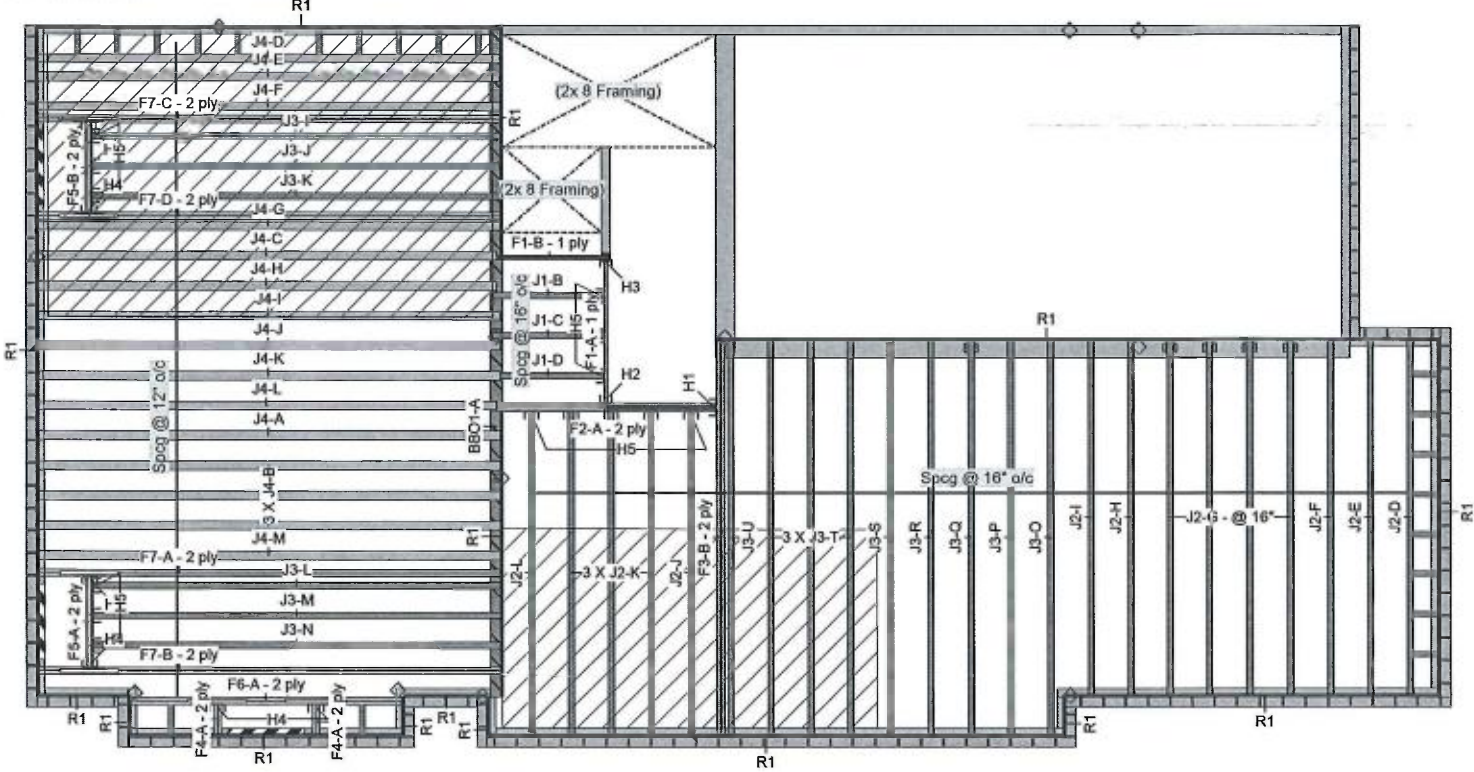 R1
J4-D
J4-E
J4-F
F7-C - 2 ply
J3-I
R1
J3-J
J3-K
F5-B - 2 ply
H5
H4
F7-D - 2 ply
J4-G
J4-C
J4-H
J4-I
J4-J
J4-K
J4-L
J4-A
3 X J4-B
J4-M
Spcg @ 12" o/c
R1
BBO1-A
R1
F7-A - 2 ply
J3-L
J3-M
J3-N
F5-A - 2 ply
H5
F7-B - 2 ply
F6-A - 2 ply
F4-A - 2 ply
H4
F4-A - 2 ply
R1
R1
R1
R1
R1
R1
(2x 8 Framing)
(2x 8 Framing)
F1-B - 1 ply
J1-B
J1-C
J1-D
Spcg @ 16" o/c
H5
F1-A - 1 ply
H3
H2
H1
F2-A - 2 ply
H5
J2-L
3 X J2-K
J2-J
F3-B - 2 ply
R1
J3-U
3 X J3-T
J3-S
J3-R
J3-Q
J3-P
J3-O
Spcg @ 16" o/c
J2-I
J2-H
J2-G - @ 16"
J2-F
J2-E
J2-D
R1
R1
R1
R1